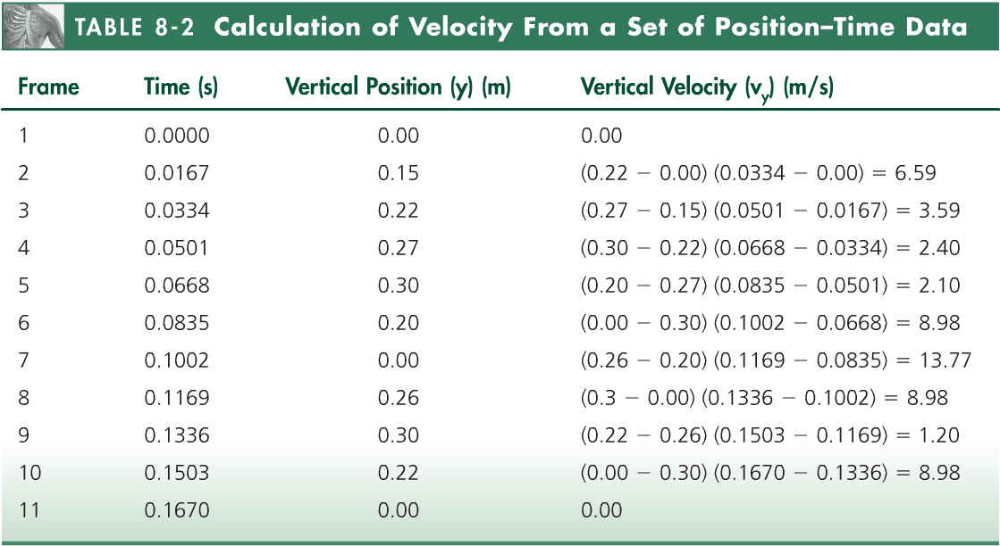 TABLE 8-2 Calculation of Velocity From a Set of Position–Time Data
Frame Time (s) Vertical Position (y) (m) Vertical Velocity (vy) (m/s)
1 0.0000 0.00 0.00
2 0.0167 0.15 (0.22 − 0.00) (0.0334 − 0.00) = 6.59
3 0.0334 0.22 (0.27 − 0.15) (0.0501 − 0.0167) = 3.59
4 0.0501 0.27 (0.30 − 0.22) (0.0668 − 0.0334) = 2.40
5 0.0668 0.30 (0.20 − 0.27) (0.0835 − 0.0501) = 2.10
6 0.0835 0.20 (0.00 − 0.30) (0.1002 − 0.0668) = 8.98
7 0.1002 0.00 (0.26 − 0.20) (0.1169 − 0.0835) = 13.77
8 0.1169 0.26 (0.3 − 0.00) (0.1336 − 0.1002) = 8.98
9 0.1336 0.30 (0.22 − 0.26) (0.1503 − 0.1169) = 1.20
10 0.1503 0.22 (0.00 − 0.30) (0.1670 − 0.1336) = 8.98
11 0.1670 0.00 0.00